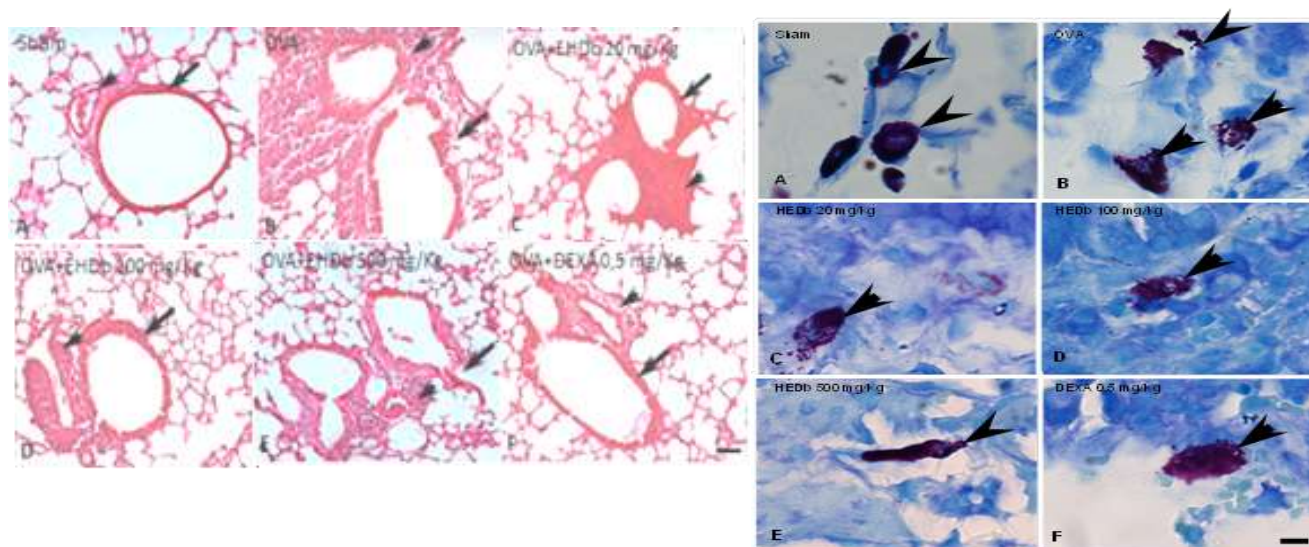 Sham
OVA
OVA+EHDb 20 mg/Kg
A
B
C
OVA+EHDb 200 mg/Kg
OVA+EHDb 500 mg/Kg
OVA+DEXA 0,5 mg/Kg
D
E
F
Sham
OVA
A
B
HEDb 20 mg/kg
HEDb 100 mg/kg
C
D
HEDb 500 mg/kg
DEXA 0,5 mg/kg
E
F